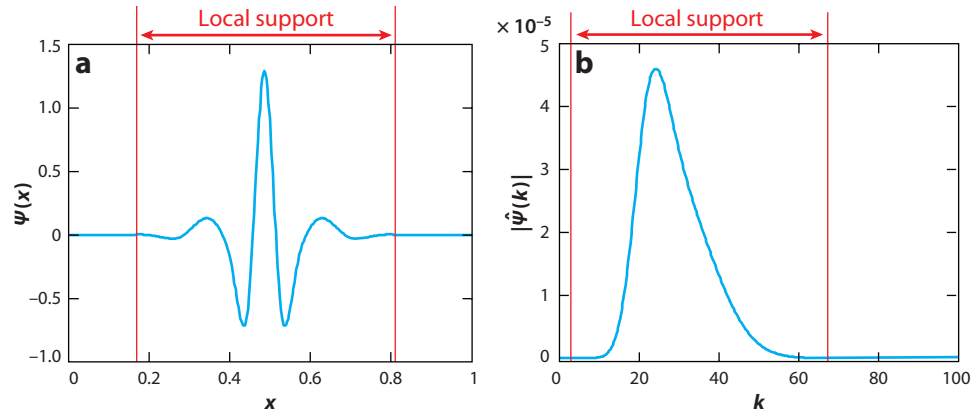 Local support
a
1.5
1.0
0.5
0
−0.5
−1.0
Ψ(x)
0 0.2 0.4 0.6 0.8 1
x
Local support
× 10⁻⁵
b
5
4
3
2
1
0
|Ψ̂(k)|
0 20 40 60 80 100
k